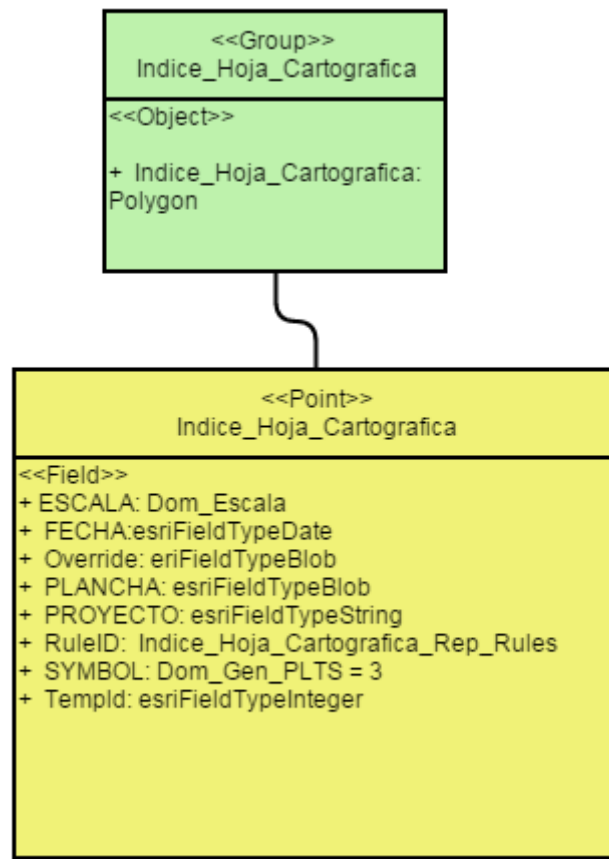 <<Group>>
Indice_Hoja_Cartografica
<<Object>>
+ Indice_Hoja_Cartografica:
Polygon
<<Point>>
Indice_Hoja_Cartografica
<<Field>>
+ ESCALA: Dom_Escala
+ FECHA:esriFieldTypeDate
+ Override: eriFieldTypeBlob
+ PLANCHA: esriFieldTypeBlob
+ PROYECTO: esriFieldTypeString
+ RuleID: Indice_Hoja_Cartografica_Rep_Rules
+ SYMBOL: Dom_Gen_PLTS = 3
+ TempId: esriFieldTypeInteger